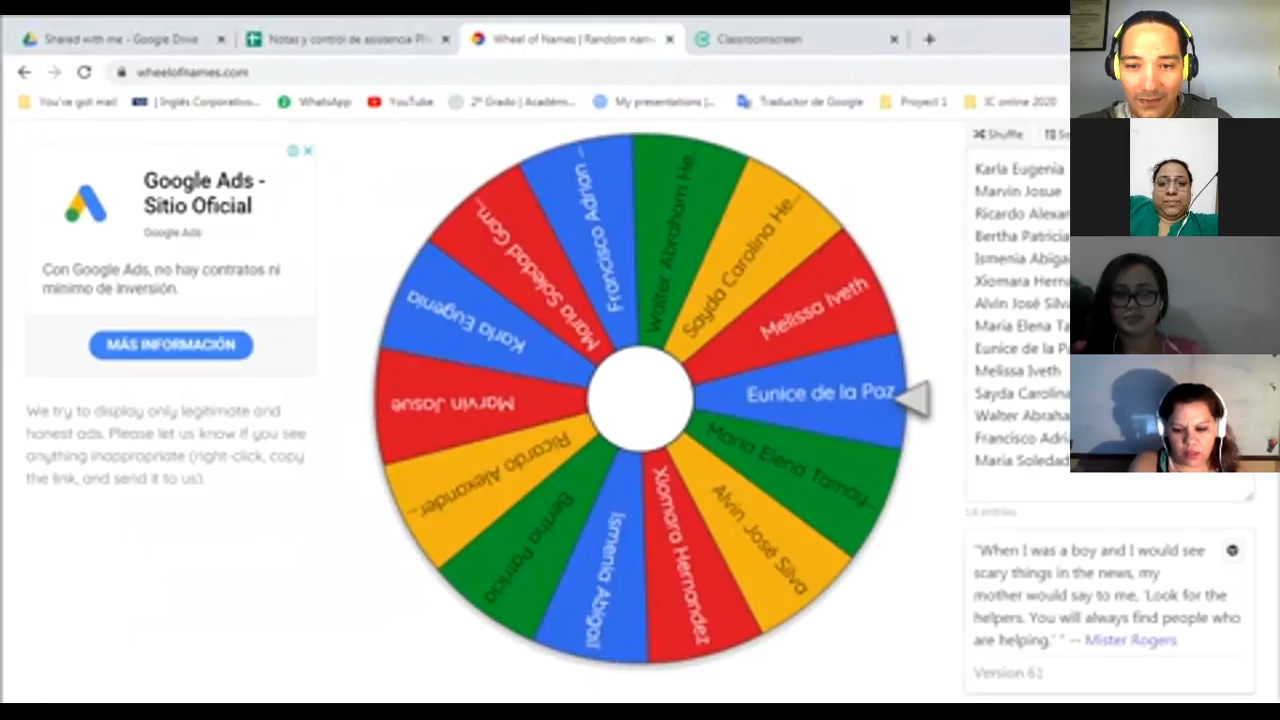 Shared with me - Google Drive
Notas y control de asistencia
Wheel of Names | Random nam
Classroomscreen
wheelofnames.com
You've got mail
| Inglés Corporativo...
WhatsApp
YouTube
2º Grado | Académi...
My presentations |...
Traductor de Google
Proyect 1
IC online 2020
Google Ads -
Sitio Oficial
Google Ads
Con Google Ads, no hay contratos ni
mínimo de inversión.
MÁS INFORMACIÓN
We try to display only legitimate and
honest ads. Please let us know if you see
anything inappropriate (right-click, copy
the link, and send it to us).
Francisco Adrian ...
Walter Abraham He...
Sayda Carolina He...
Melissa Iveth
Eunice de la Paz
Maria Elena Tamay...
Alvin José Silva
Xiomara Hernandez
Ismenia Abigail
Bertha Patricia
Ricardo Alexander ...
Marvin Josue
Karla Eugenia
Maria Soledad Gom...
Shuffle
Karla Eugenia
Marvin Josue
Ricardo Alexan
Bertha Patricia
Ismenia Abiga
Xiomara Hern
Alvin José Silva
Maria Elena Ta
Eunice de la P
Melissa Iveth
Sayda Carolina
Walter Abraha
Francisco Adri
Maria Soledad
14 entries
"When I was a boy and I would see
scary things in the news, my
mother would say to me, 'Look for the
helpers. You will always find people who
are helping.' " -- Mister Rogers
Version 61